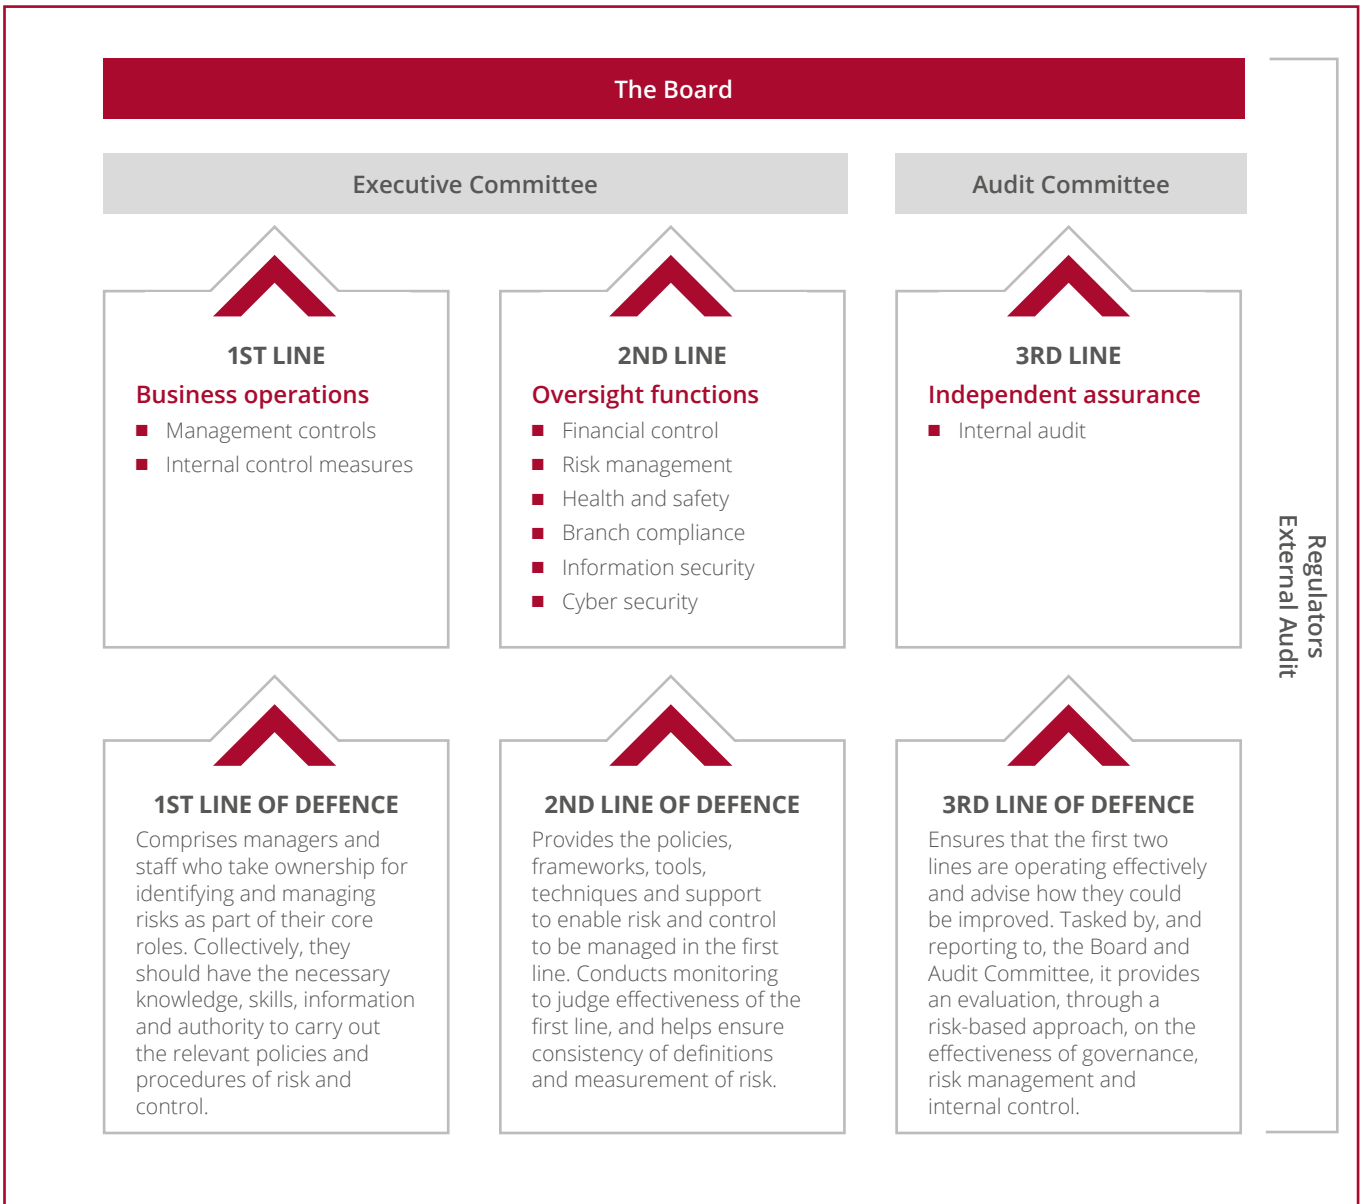 The Board
Executive Committee
Audit Committee
1ST LINE
Business operations
■ Management controls
■ Internal control measures
2ND LINE
Oversight functions
■ Financial control
■ Risk management
■ Health and safety
■ Branch compliance
■ Information security
■ Cyber security
3RD LINE
Independent assurance
■ Internal audit
1ST LINE OF DEFENCE
Comprises managers and
staff who take ownership for
identifying and managing
risks as part of their core
roles. Collectively, they
should have the necessary
knowledge, skills, information
and authority to carry out
the relevant policies and
procedures of risk and
control.
2ND LINE OF DEFENCE
Provides the policies,
frameworks, tools,
techniques and support
to enable risk and control
to be managed in the first
line. Conducts monitoring
to judge effectiveness of the
first line, and helps ensure
consistency of definitions
and measurement of risk.
3RD LINE OF DEFENCE
Ensures that the first two
lines are operating effectively
and advise how they could
be improved. Tasked by, and
reporting to, the Board and
Audit Committee, it provides
an evaluation, through a
risk-based approach, on the
effectiveness of governance,
risk management and
internal control.
Regulators
External Audit